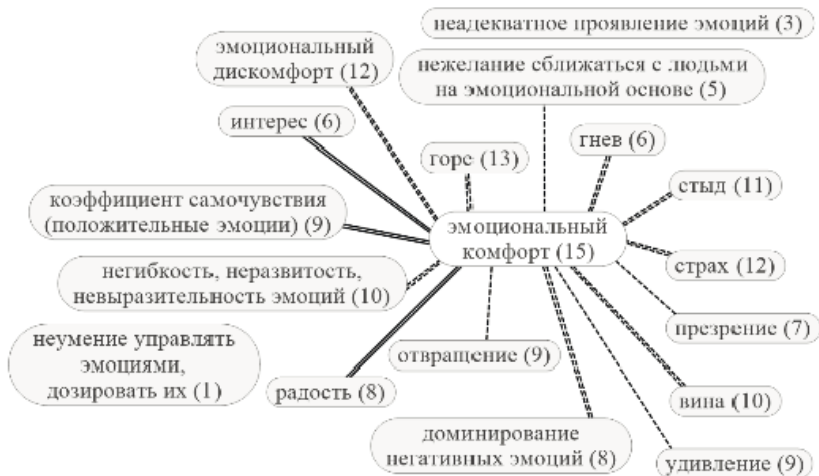 неадекватное проявление эмоций (3)
эмоциональный
дискомфорт (12)
нежелание сближаться с людьми
на эмоциональной основе (5)
интерес (6)
гнев (6)
горе (13)
стыд (11)
коэффициент самочувствия
(положительные эмоции) (9)
эмоциональный
комфорт (15)
негибкость, неразвитость,
невыразительность эмоций (10)
страх (12)
неумение управлять
эмоциями,
дозировать их (1)
презрение (7)
отвращение (9)
радость (8)
вина (10)
доминирование
негативных эмоций (8)
удивление (9)